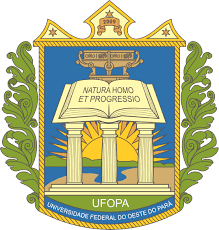 2009
NATURA HOMO
ET PROGRESSIO
UFOPA
UNIVERSIDADE FEDERAL DO OESTE DO PARÁ